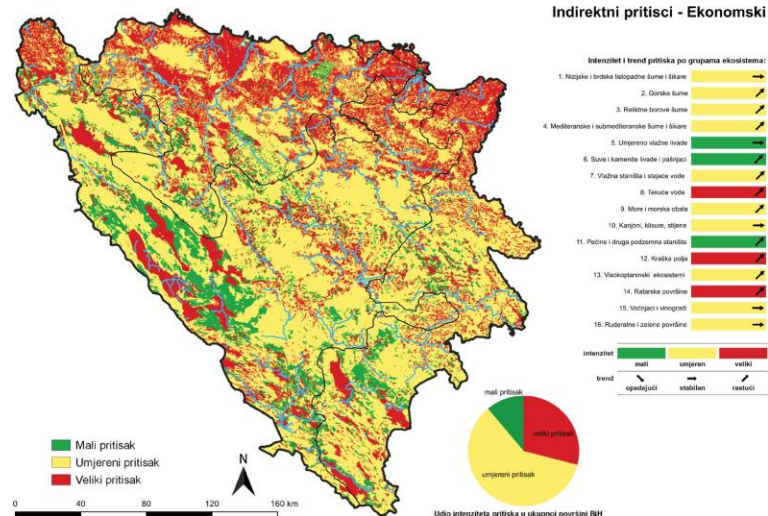 Indirektni pritisci - Ekonomski
Intenzitet i trend pritiska po grupama ekosistema:
1. Nizijske i brdske listopadne šume i šikare
2. Gorske šume
3. Reliktne borove šume
4. Mediteranske i submediteranske šume i šikare
5. Umjereno vlažne livade
6. Suve i kamenite livade i pašnjaci
7. Vlažna staništa i stajaće vode
8. Tekuće vode
9. More i morska obala
10. Kanjoni, klisure, stijene
11. Pećine i druga podzemna staništa
12. Kraška polja
13. Visokoplaninski ekosistemi
14. Ratarske površine
15. Voćnjaci i vinogradi
16. Ruderalne i zelene površine
intenzitet
mali umjeren veliki
trend
opadajući stabilan rastući
mali pritisak
veliki pritisak
umjereni pritisak
Udio intenziteta pritiska u ukupnoj površini BiH
Mali pritisak
Umjereni pritisak
Veliki pritisak
N
0 20 40 80 120 160 km